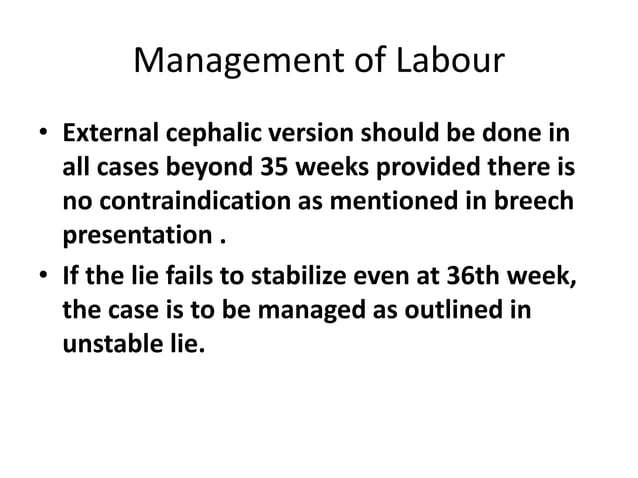 Management of Labour
• External cephalic version should be done in
all cases beyond 35 weeks provided there is
no contraindication as mentioned in breech
presentation .
• If the lie fails to stabilize even at 36th week,
the case is to be managed as outlined in
unstable lie.